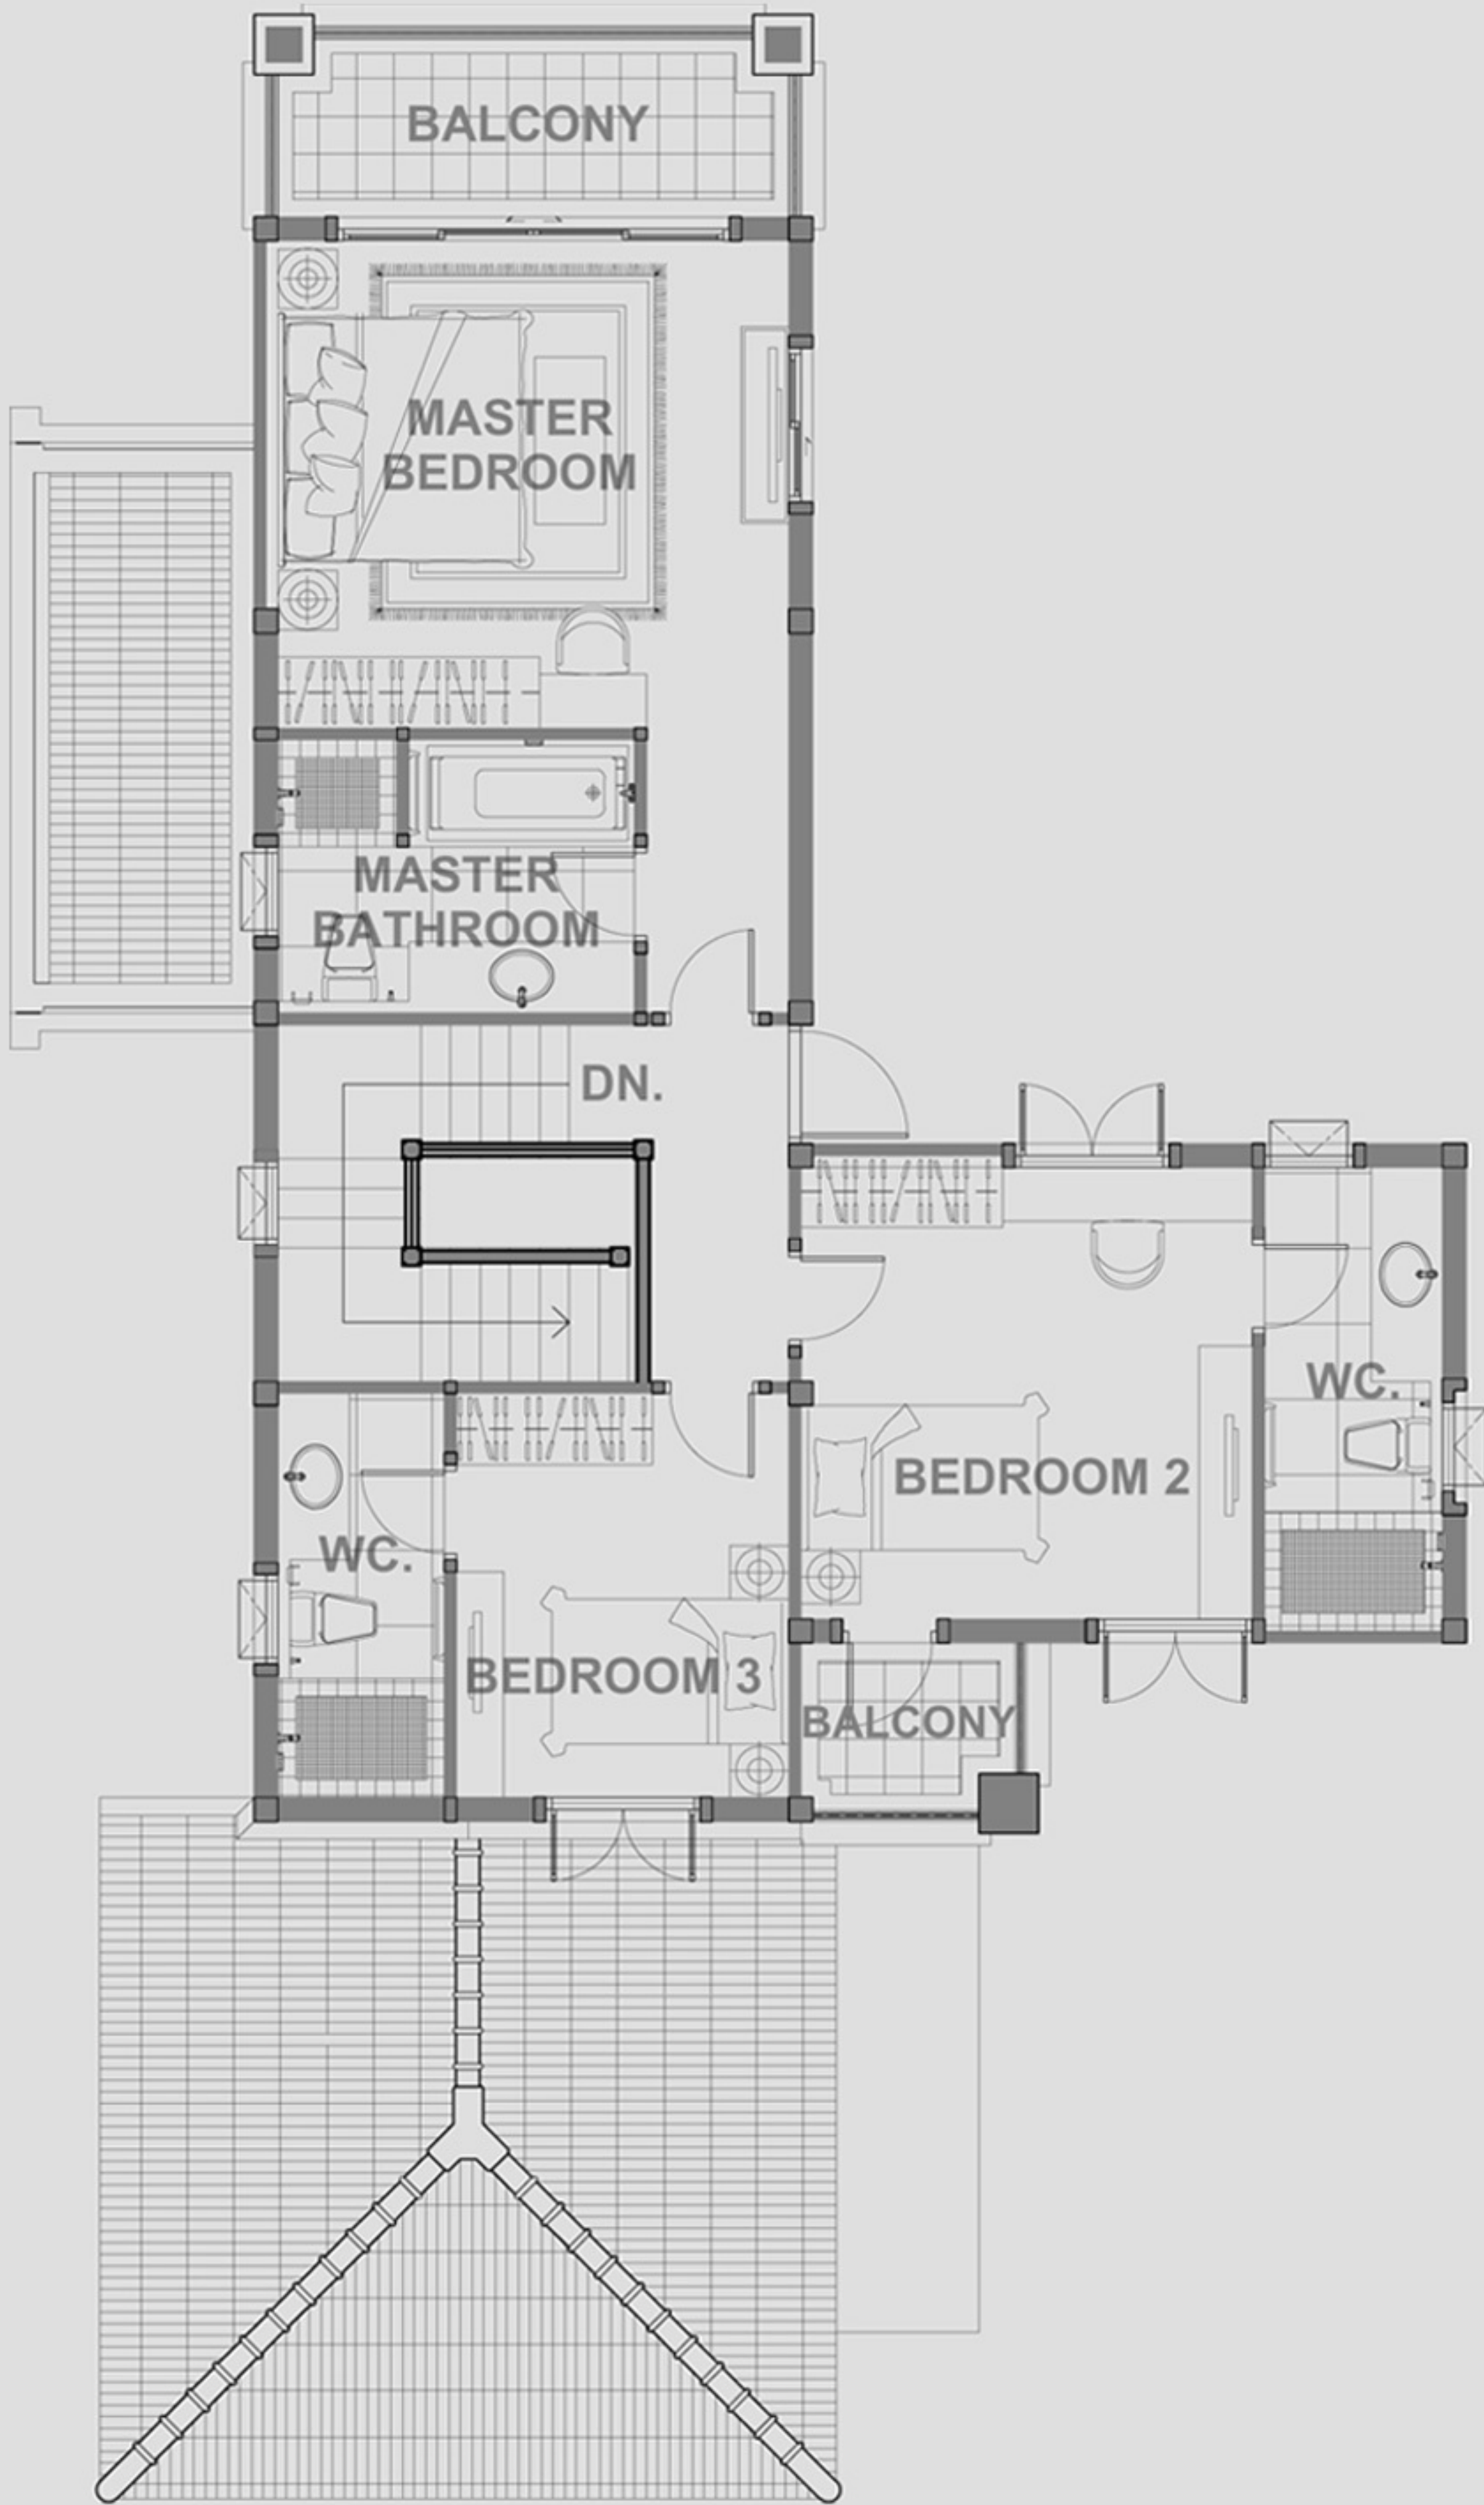 BALCONY
MASTER
BEDROOM
MASTER
BATHROOM
DN.
WC.
BEDROOM 2
WC.
BEDROOM 3
BALCONY